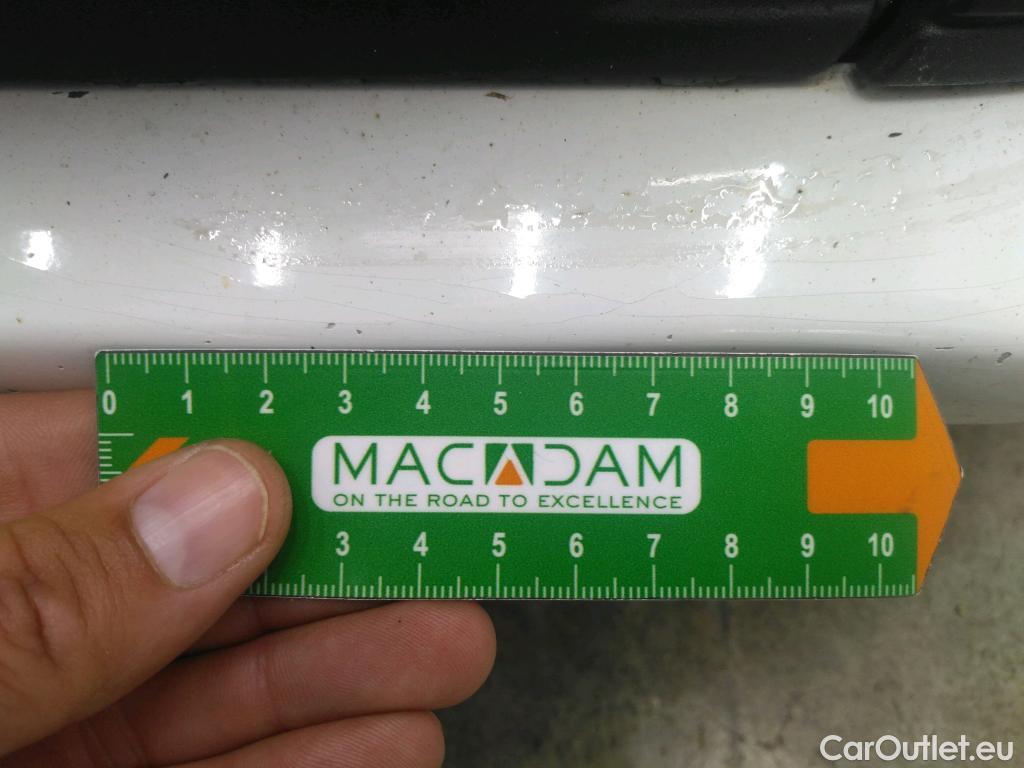 0 1 2 3 4 5 6 7 8 9 10
MACADAM
ON THE ROAD TO EXCELLENCE
3 4 5 6 7 8 9 10
CarOutlet.eu